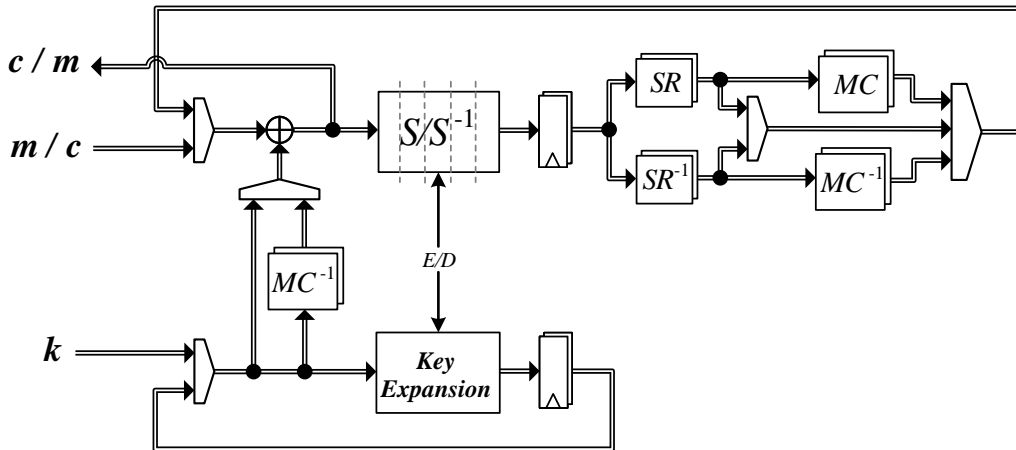 c / m
m / c
S/S⁻¹
SR
MC
SR⁻¹
MC⁻¹
MC⁻¹
E/D
k
Key
Expansion